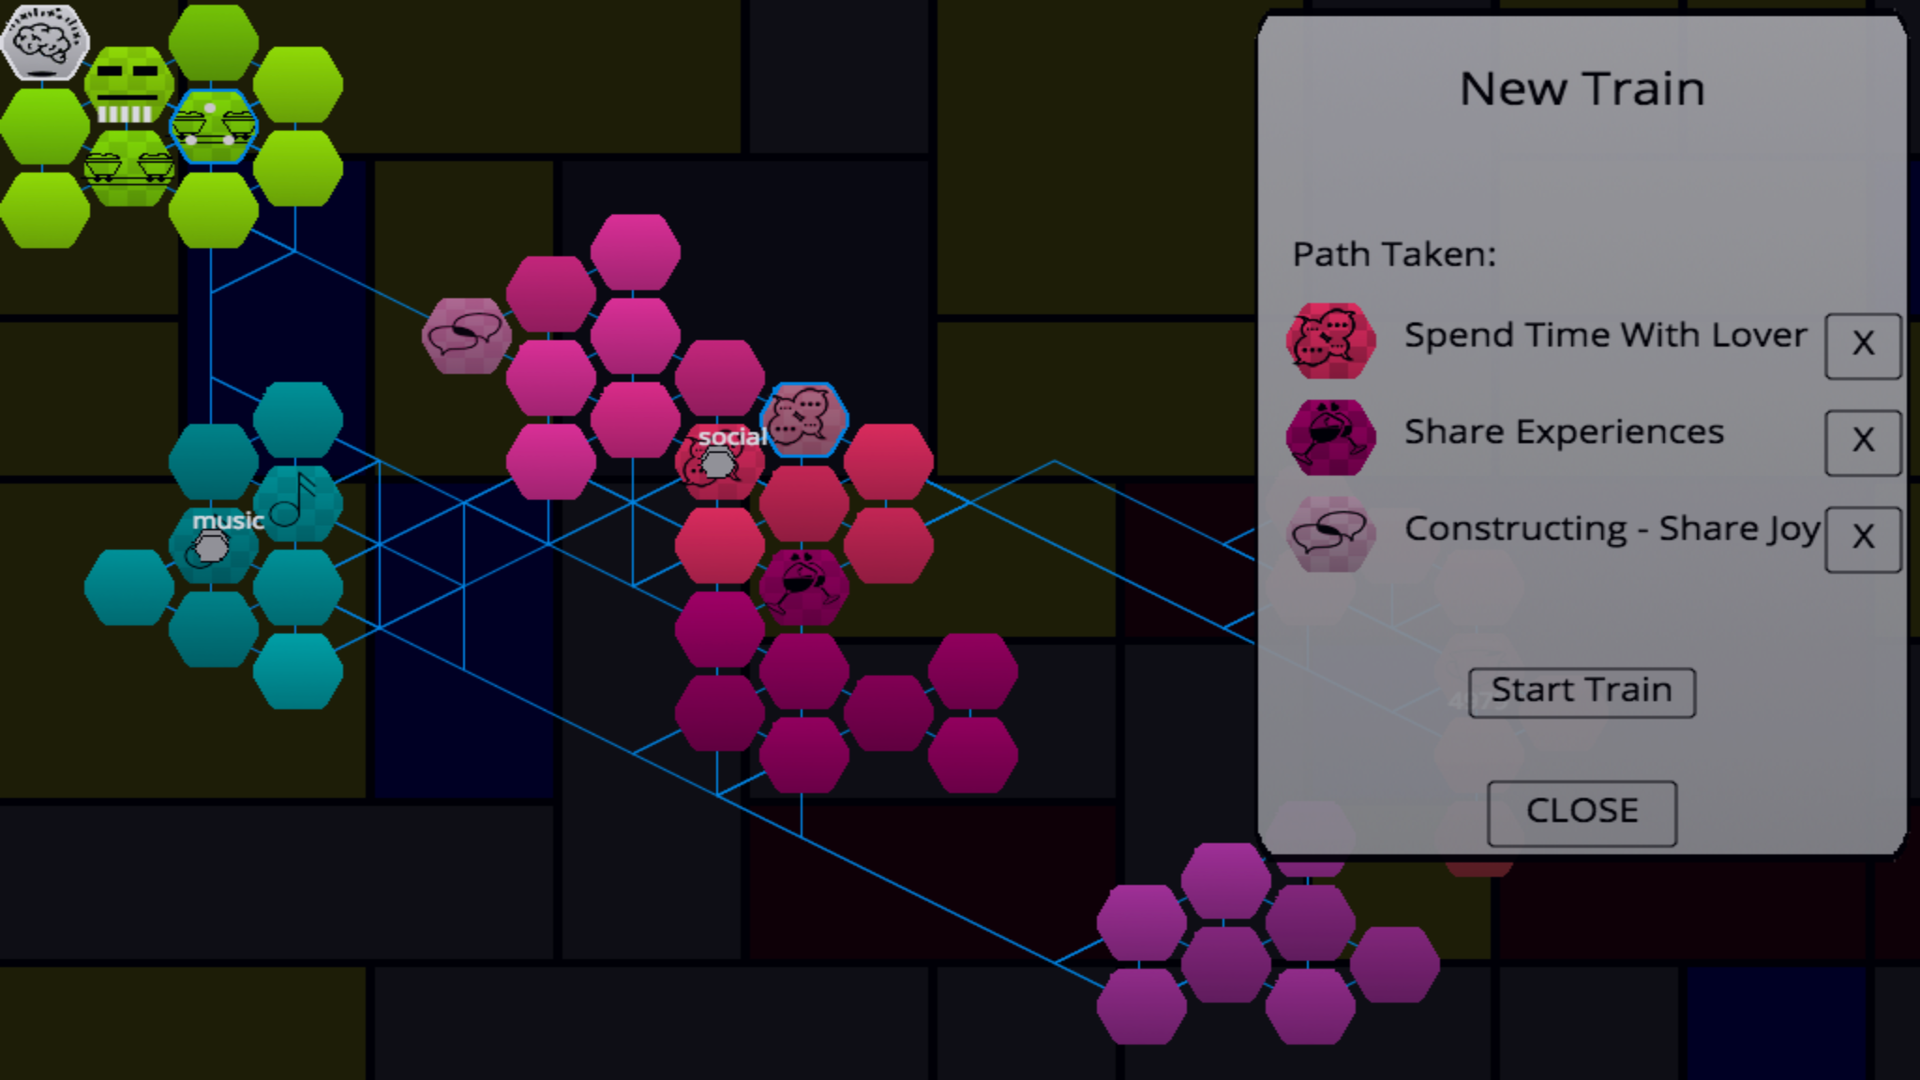 New Train
Path Taken:
Spend Time With Lover X
Share Experiences X
Constructing - Share Joy X
social
music
Start Train
CLOSE